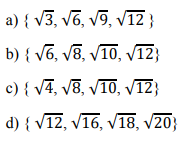 a) { √3, √6, √9, √12 }
b) { √6, √8, √10, √12}
c) { √4, √8, √10, √12}
d) { √12, √16, √18, √20}